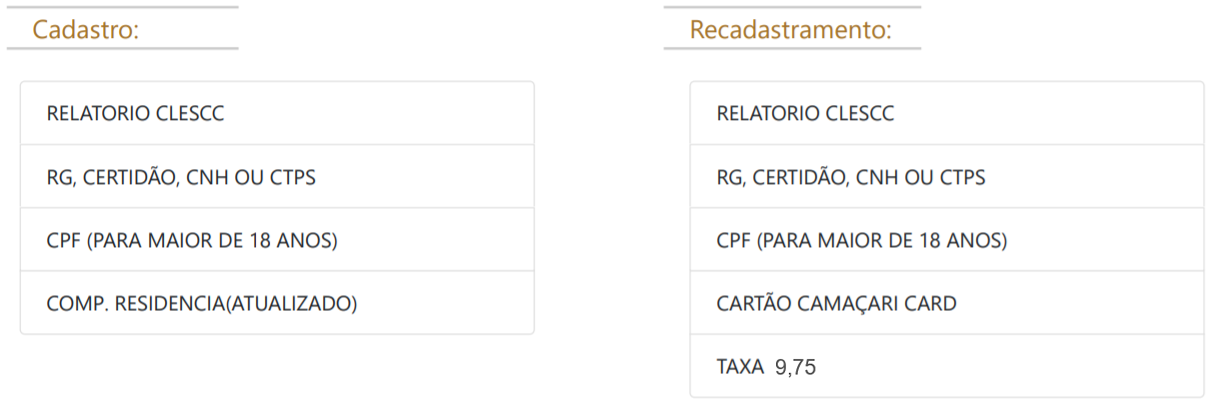 Cadastro:
RELATORIO CLESCC
RG, CERTIDÃO, CNH OU CTPS
CPF (PARA MAIOR DE 18 ANOS)
COMP. RESIDENCIA(ATUALIZADO)
Recadastramento:
RELATORIO CLESCC
RG, CERTIDÃO, CNH OU CTPS
CPF (PARA MAIOR DE 18 ANOS)
CARTÃO CAMAÇARI CARD
TAXA 9,75